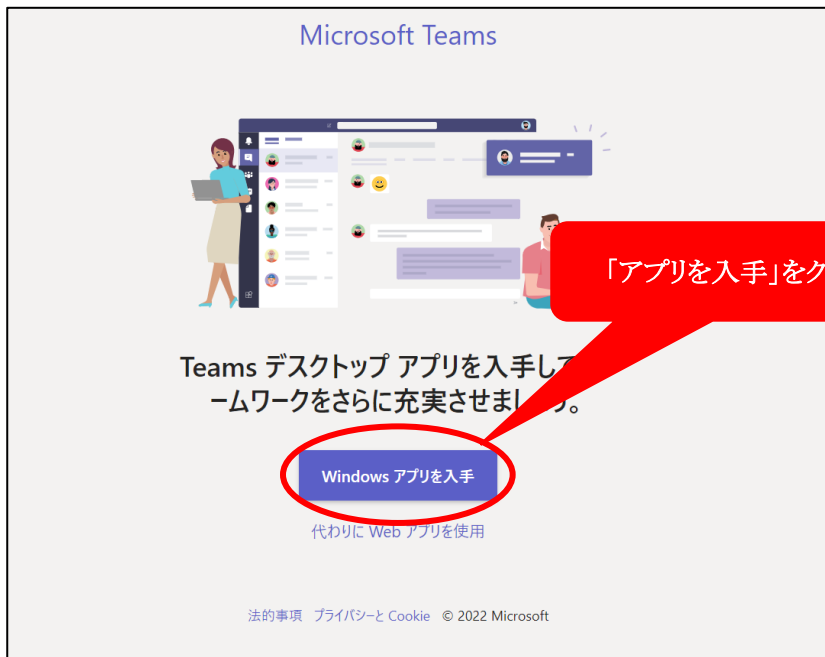 Microsoft Teams
「アプリを入手」をク
Teams デスクトップ アプリを入手して
ームワークをさらに充実させまし う。
Windows アプリを入手
代わりに Web アプリを使用
法的事項 プライバシーと Cookie © 2022 Microsoft